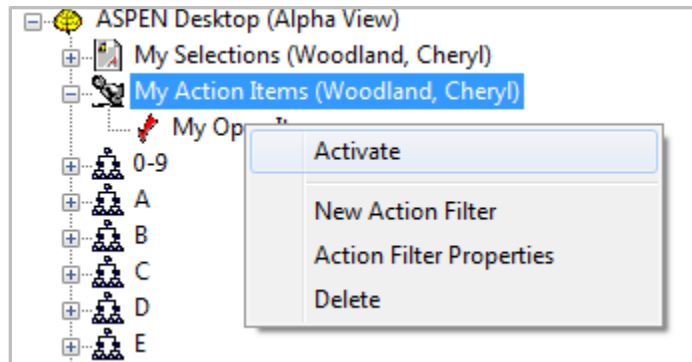 ASPEN Desktop (Alpha View)
My Selections (Woodland, Cheryl)
My Action Items (Woodland, Cheryl)
My
Activate
0-9
A
New Action Filter
B
Action Filter Properties
C
Delete
D
E